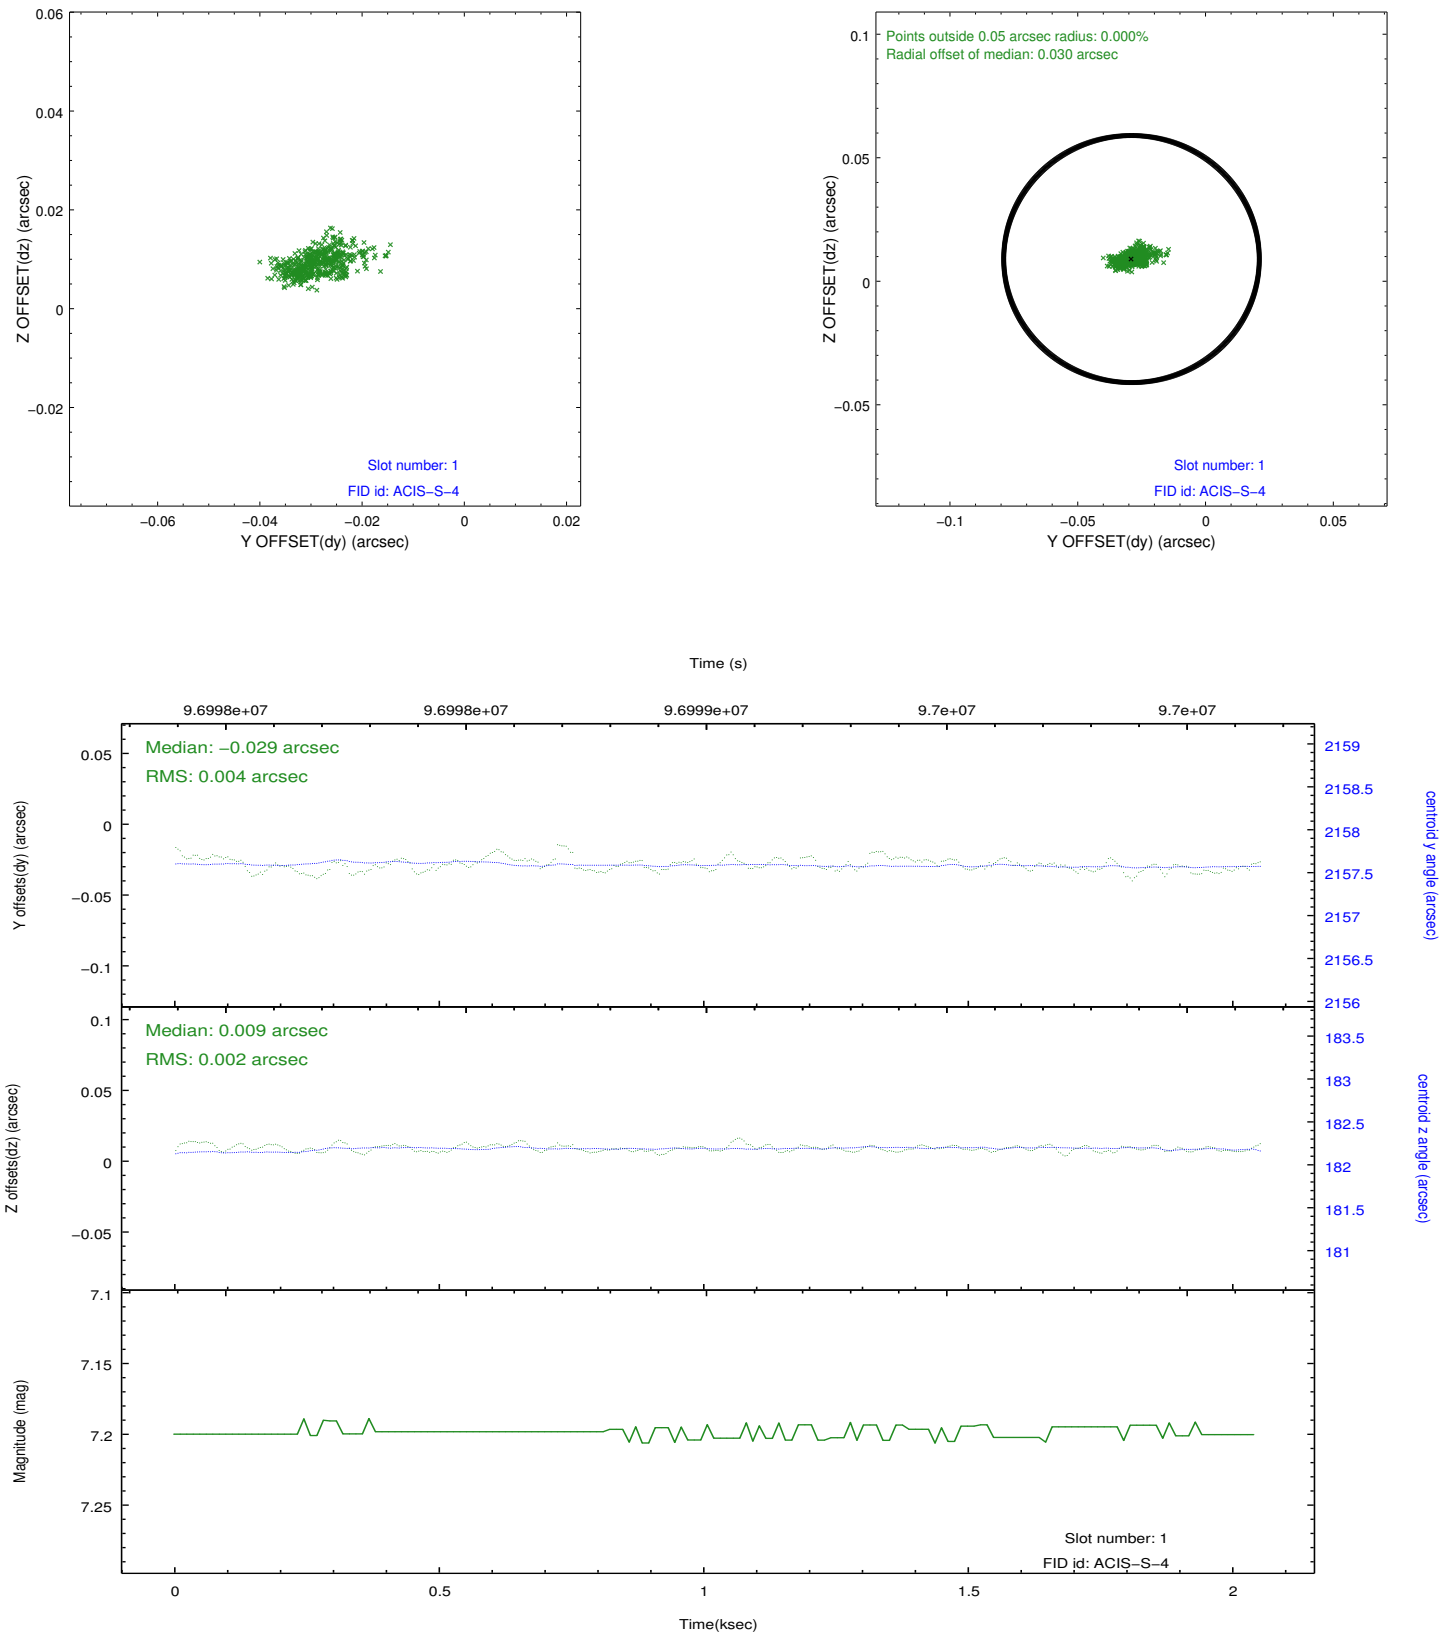 0.06
0.04
0.02
0
−0.02
Z OFFSET(dz) (arcsec)
Slot number: 1
FID id: ACIS−S−4
−0.06 −0.04 −0.02 0 0.02
Y OFFSET(dy) (arcsec)
Points outside 0.05 arcsec radius: 0.000%
Radial offset of median: 0.030 arcsec
0.1
0.05
0
−0.05
Z OFFSET(dz) (arcsec)
Slot number: 1
FID id: ACIS−S−4
−0.1 −0.05 0 0.05
Y OFFSET(dy) (arcsec)
Time (s)
9.6998e+07 9.6998e+07 9.6999e+07 9.7e+07 9.7e+07
Median: −0.029 arcsec
RMS: 0.004 arcsec
0.05
0
−0.05
−0.1
Y offsets(dy) (arcsec)
2159
2158.5
2158
2157.5
2157
2156.5
2156
centroid y angle (arcsec)
Median: 0.009 arcsec
RMS: 0.002 arcsec
0.1
0.05
0
−0.05
Z offsets(dz) (arcsec)
183.5
183
182.5
182
181.5
181
centroid z angle (arcsec)
7.1
7.15
7.2
7.25
Magnitude (mag)
Slot number: 1
FID id: ACIS−S−4
0 0.5 1 1.5 2
Time(ksec)